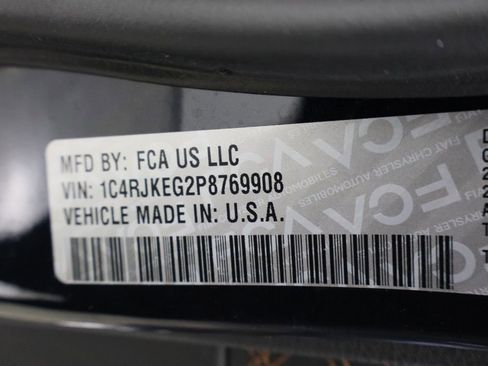 MFD BY: FCA US LLC
VIN: 1C4RJKEG2P8769908
VEHICLE MADE IN: U.S.A.